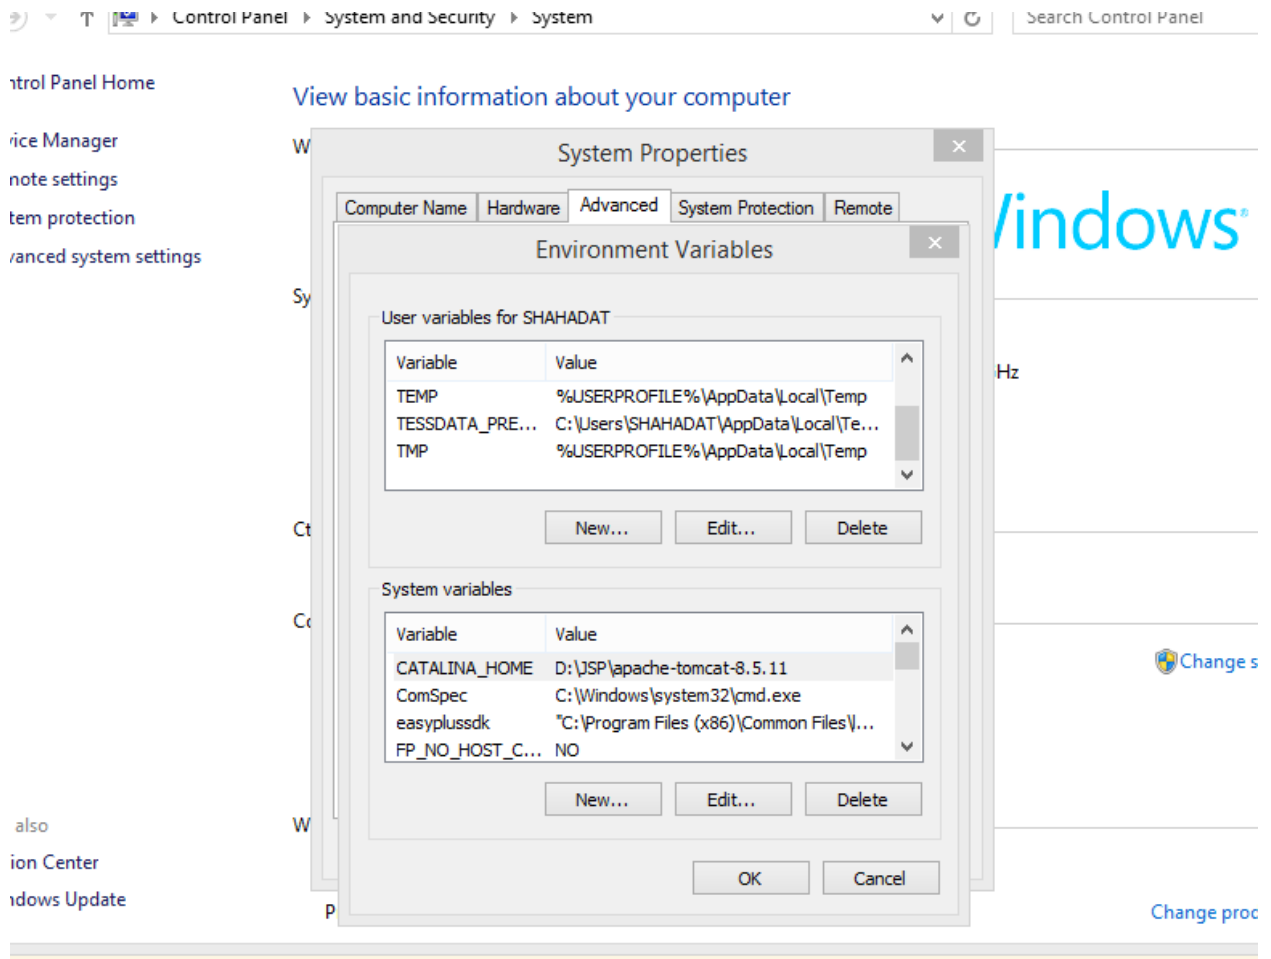 Control Panel System and Security System Search Control Panel
ntrol Panel Home
View basic information about your computer
vice Manager
W
System Properties
mote settings
Computer Name Hardware Advanced System Protection Remote
tem protection
indows
vanced system settings
Environment Variables
Sy
User variables for SHAHADAT
Variable Value
Hz
TEMP %USERPROFILE%\AppData\Local\Temp
TESSDATA_PRE... C:\Users\SHAHADAT\AppData\Local\Te...
TMP %USERPROFILE%\AppData\Local\Temp
New... Edit... Delete
Ct
System variables
Co
Variable Value
CATALINA_HOME D:\JSP\apache-tomcat-8.5.11
Change s
ComSpec C:\Windows\system32\cmd.exe
easyplussdk "C:\Program Files (x86)\Common Files\I...
FP_NO_HOST_C... NO
New... Edit... Delete
also
W
ion Center
OK Cancel
ndows Update
P
Change prod